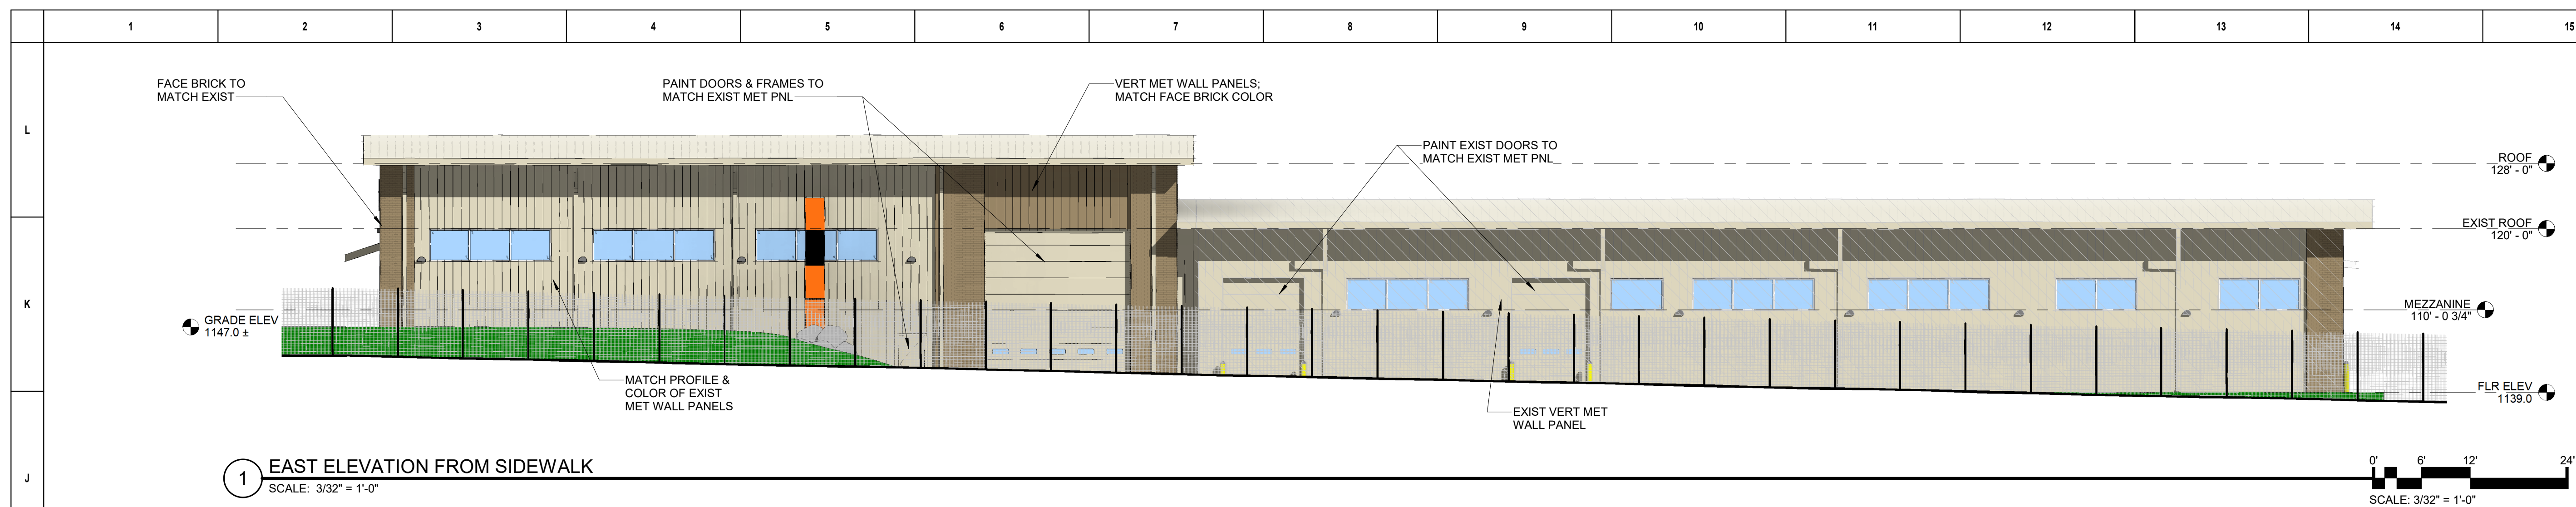 1 2 3 4 5 6 7 8 9 10 11 12 13 14 15
L
K
J
FACE BRICK TO
MATCH EXIST
PAINT DOORS & FRAMES TO
MATCH EXIST MET PNL
VERT MET WALL PANELS;
MATCH FACE BRICK COLOR
PAINT EXIST DOORS TO
MATCH EXIST MET PNL
ROOF
128' - 0"
EXIST ROOF
120' - 0"
MEZZANINE
110' - 0 3/4"
GRADE ELEV
1147.0 ±
FLR ELEV
1139.0
MATCH PROFILE &
COLOR OF EXIST
MET WALL PANELS
EXIST VERT MET
WALL PANEL
1
EAST ELEVATION FROM SIDEWALK
SCALE: 3/32" = 1'-0"
0' 6' 12' 24'
SCALE: 3/32" = 1'-0"